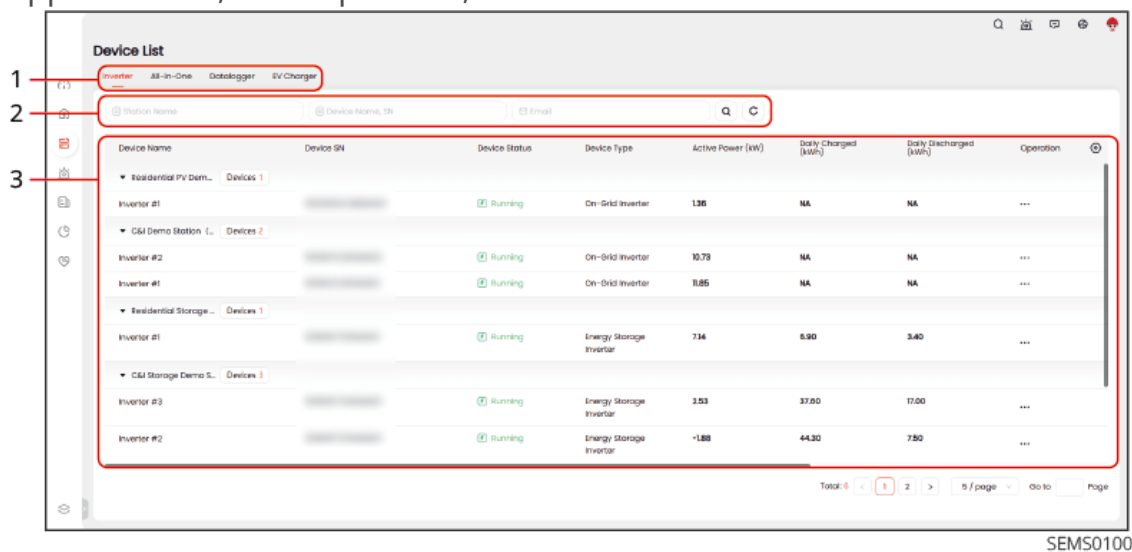 Device List
1
Inverter All-in-One Datalogger EV Charger
2
Station Name Device Name, SN Email
3
Device Name Device SN Device Status Device Type Active Power (kW) Daily Charged (kWh) Daily Discharged (kWh) Operation
Residential PV Dem... Devices 1
Inverter #1 Running On-Grid Inverter 1.36 NA NA ...
C&I Demo Station (... Devices 2
Inverter #2 Running On-Grid Inverter 10.73 NA NA ...
Inverter #1 Running On-Grid Inverter 11.85 NA NA ...
Residential Storage ... Devices 1
Inverter #1 Running Energy Storage Inverter 7.14 6.90 3.40 ...
C&I Storage Demo S... Devices 3
Inverter #3 Running Energy Storage Inverter 2.53 37.60 17.00 ...
Inverter #2 Running Energy Storage Inverter -1.88 44.30 7.50 ...
Total: 6 < 1 2 > 5 / page Go to Page
SEMS0100